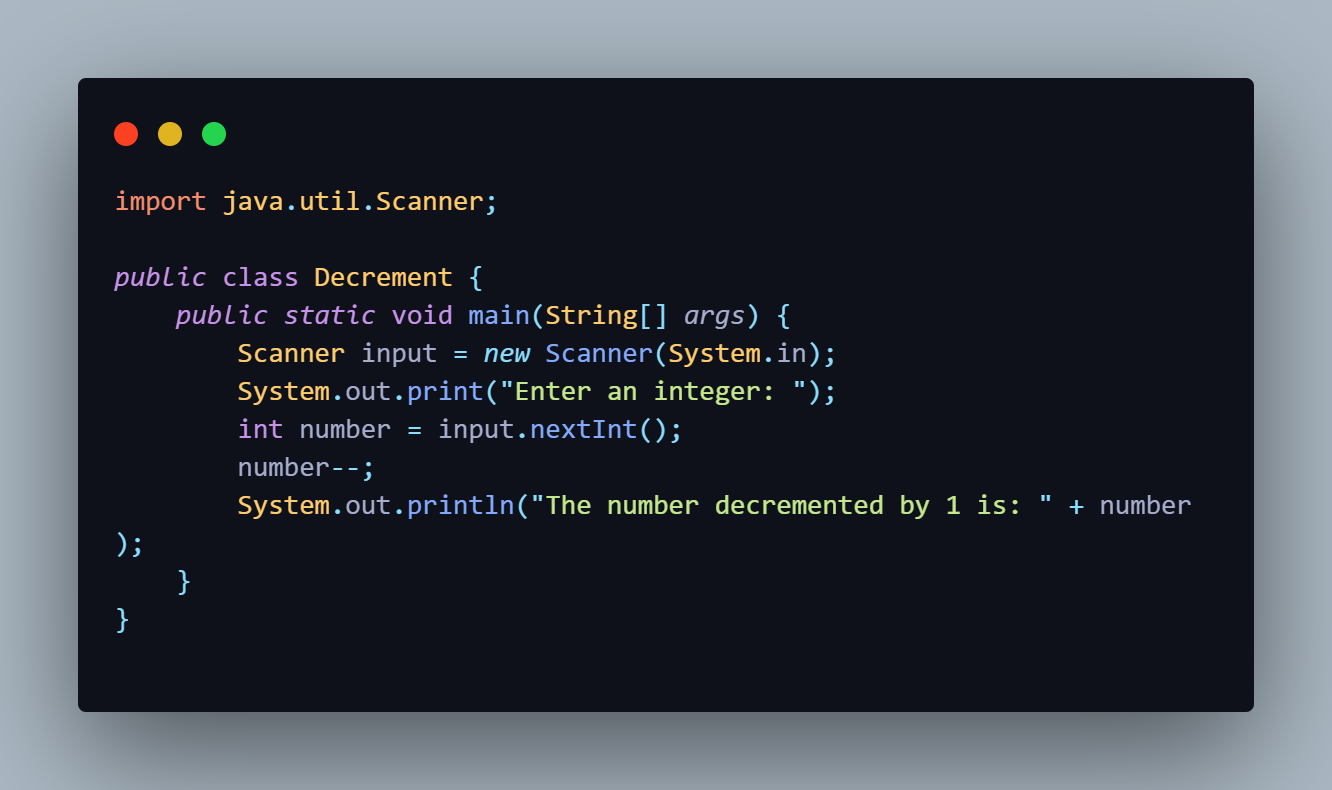 import java.util.Scanner;

public class Decrement {
    public static void main(String[] args) {
        Scanner input = new Scanner(System.in);
        System.out.print("Enter an integer: ");
        int number = input.nextInt();
        number--;
        System.out.println("The number decremented by 1 is: " + number
);
    }
}